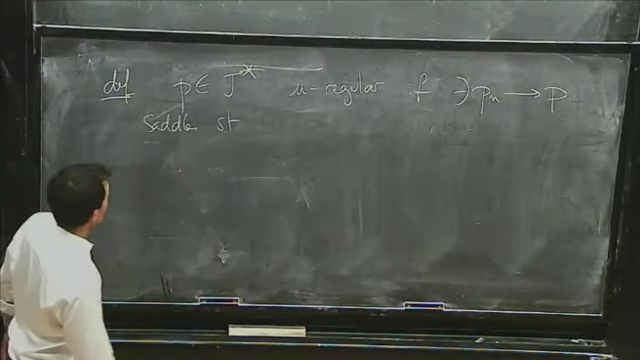 def p ∈ J* u-regular if ∃ pₙ → p
saddle st